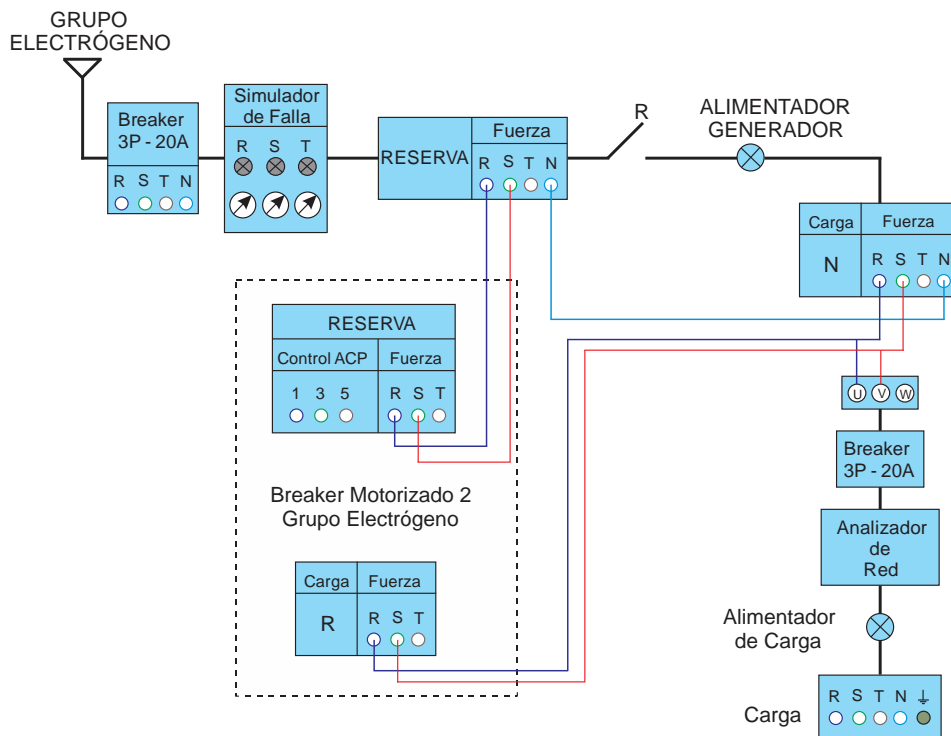 GRUPO
ELECTRÓGENO
Breaker
3P - 20A
R S T N
Simulador
de Falla
R S T
RESERVA
Fuerza
R S T N
R
ALIMENTADOR
GENERADOR
Carga
Fuerza
N
R S T N
RESERVA
Control ACP
Fuerza
1 3 5
R S T
Breaker Motorizado 2
Grupo Electrógeno
Carga
Fuerza
R
R S T
U V W
Breaker
3P - 20A
Analizador
de
Red
Alimentador
de Carga
Carga
R S T N